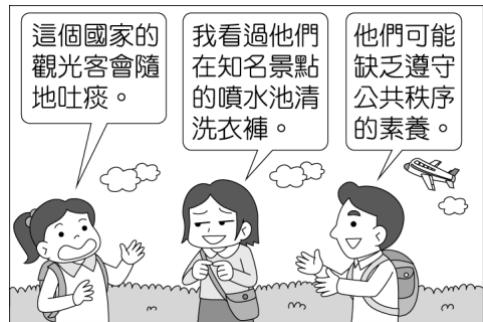 這個國家的
觀光客會隨
地吐痰。
我看過他們
在知名景點
的噴水池清
洗衣褲。
他們可能
缺乏遵守
公共秩序
的素養。